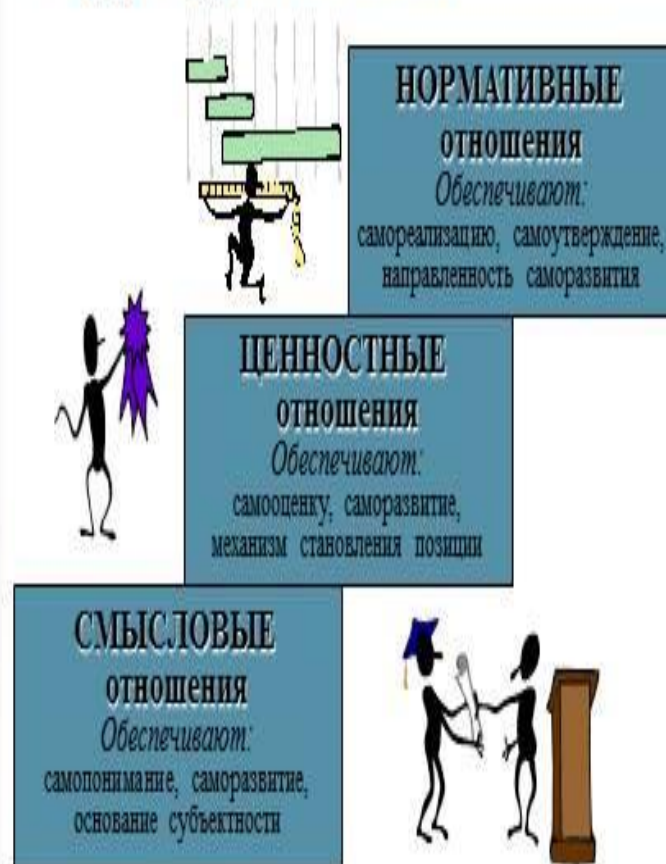 НОРМАТИВНЫЕ
отношения
Обеспечивают:
самореализацию, самоутверждение,
направленность саморазвития
ЦЕННОСТНЫЕ
отношения
Обеспечивают:
самооценку, саморазвитие,
механизм становления позиции
СМЫСЛОВЫЕ
отношения
Обеспечивают:
самопонимание, саморазвитие,
основание субъектности